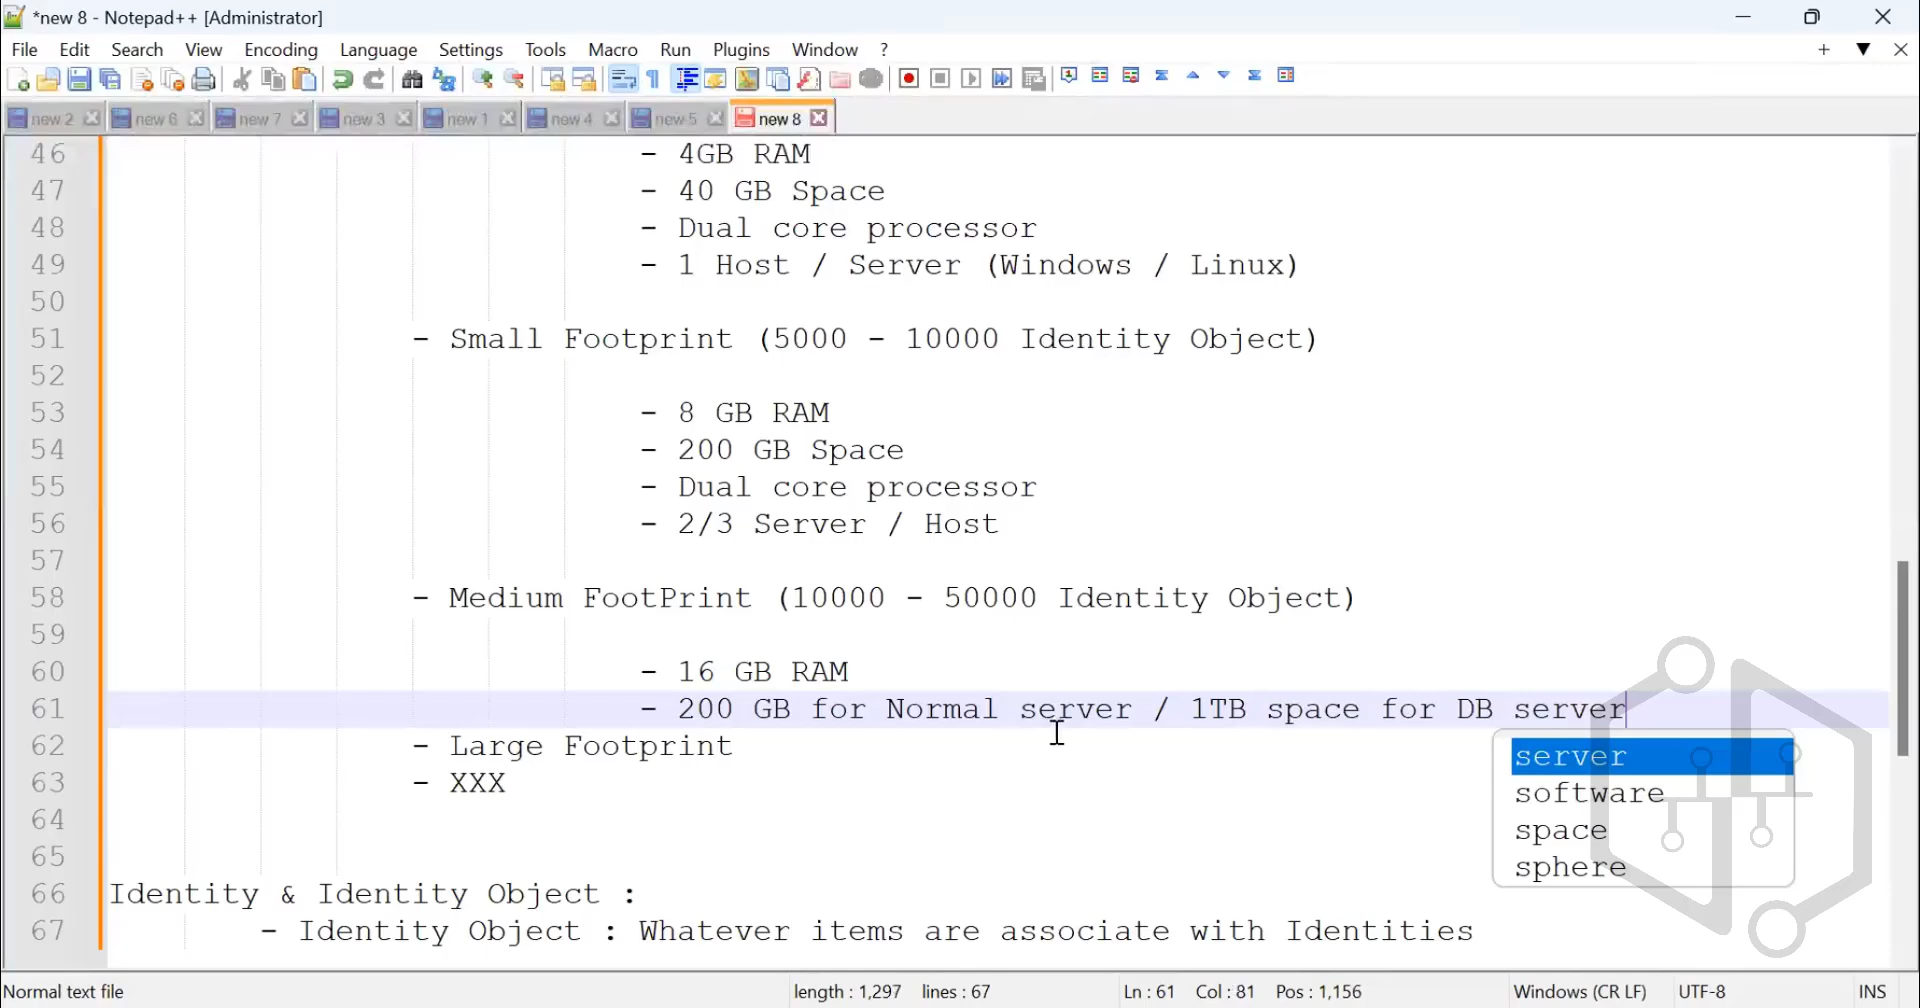 *new 8 - Notepad++ [Administrator]
File Edit Search View Encoding Language Settings Tools Macro Run Plugins Window ?
new 2 new 6 new 7 new 3 new 1 new 4 new 5 new 8
46 - 4GB RAM
47 - 40 GB Space
48 - Dual core processor
49 - 1 Host / Server (Windows / Linux)
50
51 - Small Footprint (5000 - 10000 Identity Object)
52
53 - 8 GB RAM
54 - 200 GB Space
55 - Dual core processor
56 - 2/3 Server / Host
57
58 - Medium FootPrint (10000 - 50000 Identity Object)
59
60 - 16 GB RAM
61 - 200 GB for Normal server / 1TB space for DB server
62 - Large Footprint
63 - XXX
64
65
66 Identity & Identity Object :
67 - Identity Object : Whatever items are associate with Identities
server
software
space
sphere
Normal text file length : 1,297 lines : 67 Ln : 61 Col : 81 Pos : 1,156 Windows (CR LF) UTF-8 INS